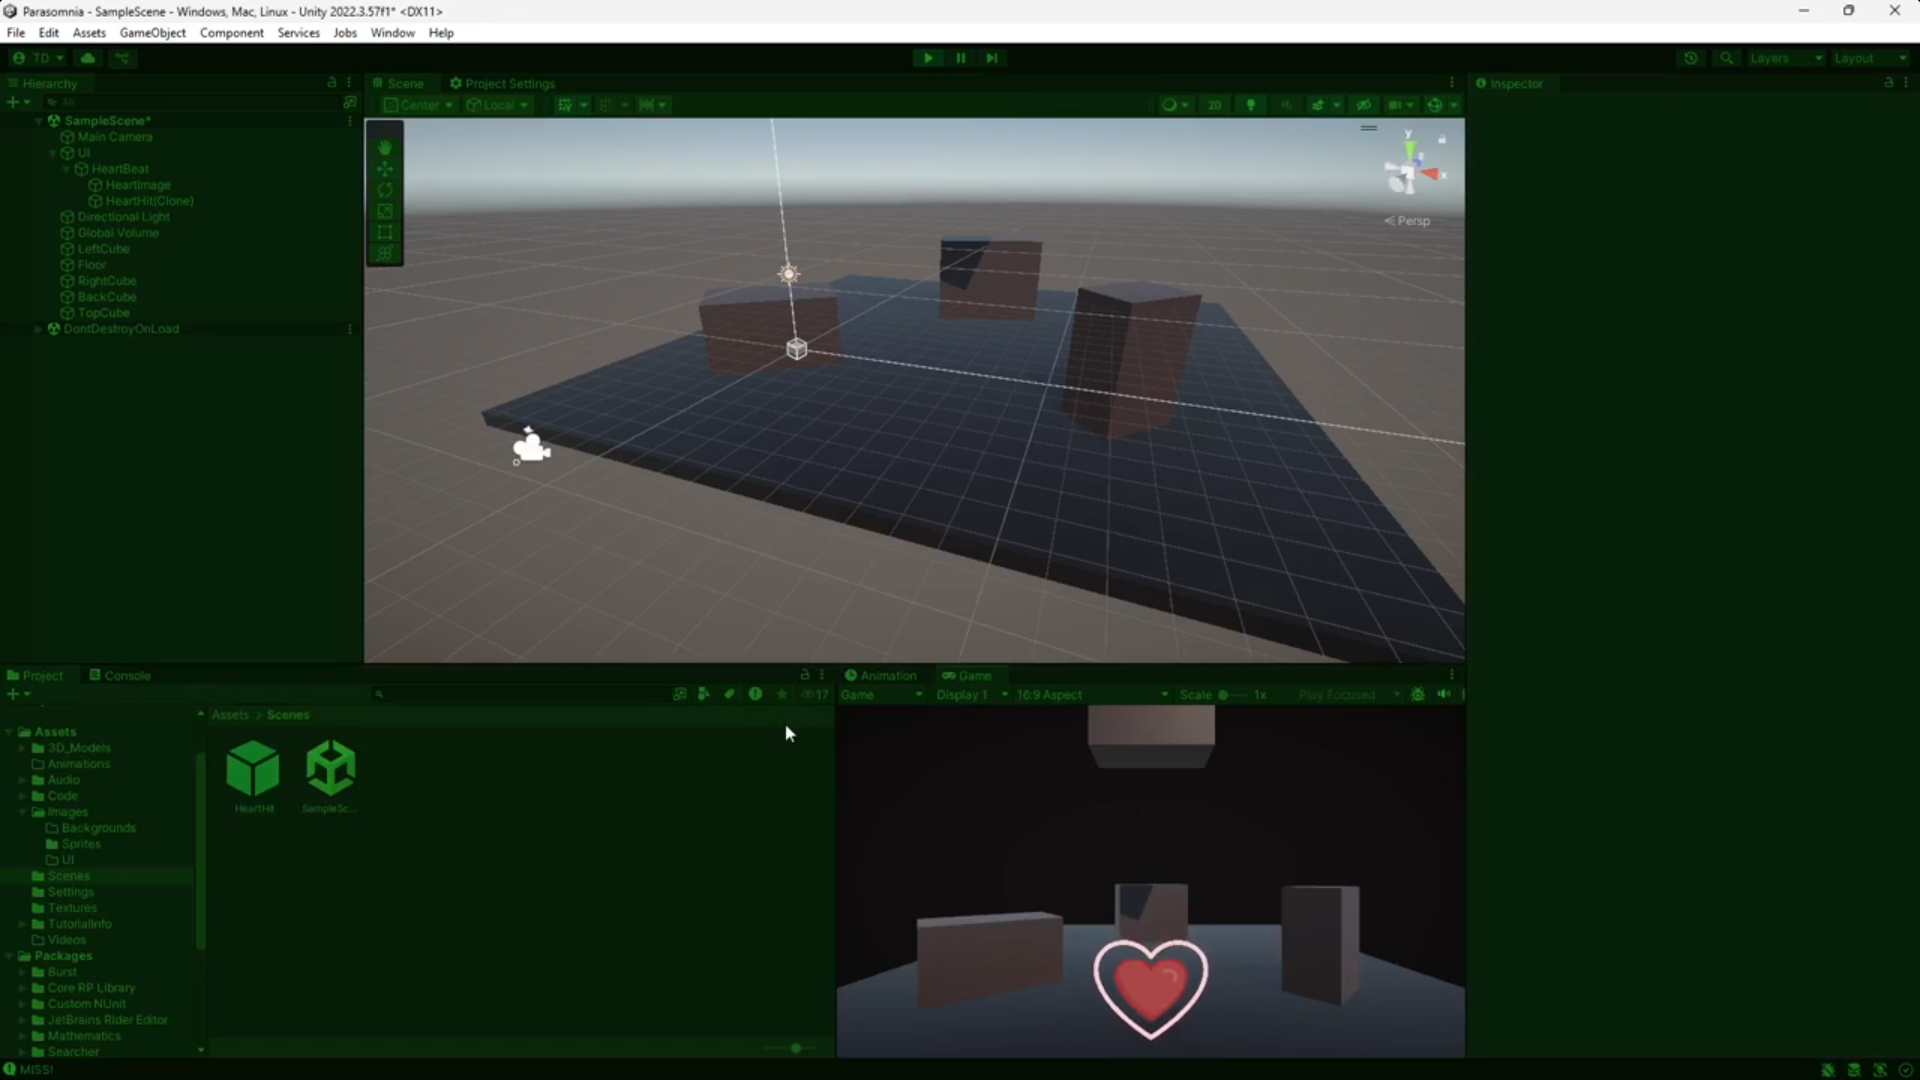 Parasomnia - SampleScene - Windows, Mac, Linux - Unity 2022.3.57f1* <DX11>
File Edit Assets GameObject Component Services Jobs Window Help
TD
Layers Layout
Hierarchy
All
SampleScene*
Main Camera
UI
HeartBeat
HeartImage
HeartHit(Clone)
Directional Light
Global Volume
LeftCube
Floor
RightCube
BackCube
TopCube
DontDestroyOnLoad
Scene Project Settings
Center Local
2D
y
z
x
Persp
Inspector
Project Console
17
Assets
3D_Models
Animations
Audio
Code
Images
Backgrounds
Sprites
UI
Scenes
Settings
Textures
TutorialInfo
Videos
Packages
Burst
Core RP Library
Custom NUnit
JetBrains Rider Editor
Mathematics
Searcher
Assets > Scenes
HeartHit SampleSc...
Animation Game
Game Display 1 16:9 Aspect Scale 1x Play Focused
MISS!